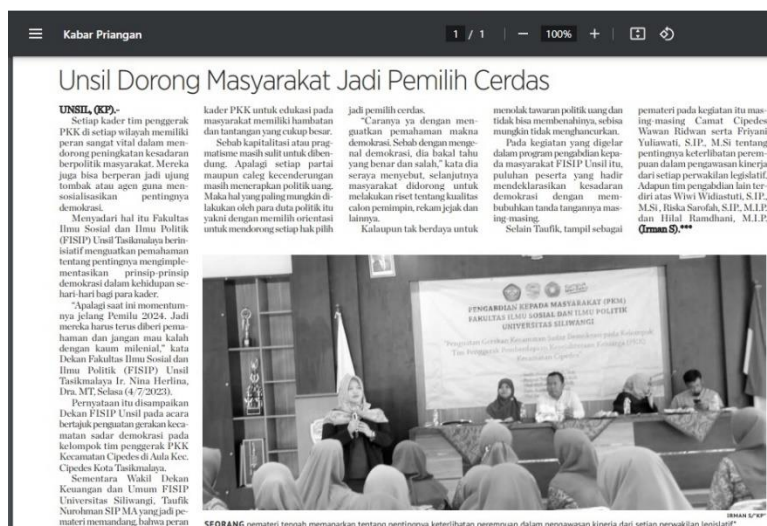 Kabar Priangan
1 / 1
100%
Unsil Dorong Masyarakat Jadi Pemilih Cerdas
UNSIL, (KP).-
Setiap kader tim penggerak
PKK di setiap wilayah memiliki
peran sangat vital dalam men-
dorong peningkatan kesadaran
berpolitik masyarakat. Mereka
juga bisa berperan jadi ujung
tombak atau agen guna men-
sosialisasikan pentingnya
demokrasi.
Menyadari hal itu Fakultas
Ilmu Sosial dan Ilmu Politik
(FISIP) Unsil Tasikmalaya berin-
isiatif menguatkan pemahaman
tentang pentingnya mengimple-
mentasikan prinsip-prinsip
demokrasi dalam kehidupan se-
hari-hari bagi para kader.
"Apalagi saat ini momentum-
nya jelang Pemilu 2024. Jadi
mereka harus terus diberi pema-
haman dan jangan mau kalah
dengan kaum milenial," kata
Dekan Fakultas Ilmu Sosial dan
Ilmu Politik (FISIP) Unsil
Tasikmalaya Ir. Nina Herlina,
Dra. MT, Selasa (4/7/2023).
Pernyataan itu disampaikan
Dekan FISIP Unsil pada acara
bertajuk penguatan gerakan keca-
matan sadar demokrasi pada
kelompok tim penggerak PKK
Kecamatan Cipedes di Aula Kec.
Cipedes Kota Tasikmalaya.
Sementara Wakil Dekan
Keuangan dan Umum FISIP
Universitas Siliwangi, Taufik
Nurohman SIP MA yang jadi pe-
materi memandang, bahwa peran
kader PKK untuk edukasi pada
masyarakat memiliki hambatan
dan tantangan yang cukup besar.
Sebab kapitalisasi atau prag-
matisme masih sulit untuk diben-
dung. Apalagi setiap partai
maupun caleg kecenderungan
masih menerapkan politik uang.
Maka hal yang paling mungkin di-
lakukan oleh para duta politik itu
yakni dengan memilih orientasi
untuk mendorong setiap hak pilih
jadi pemilih cerdas.
"Caranya ya dengan men-
guatkan pemahaman makna
demokrasi. Sebab dengan menge-
nal demokrasi, dia bakal tahu
yang benar dan salah," kata dia
seraya menyebut, selanjutnya
masyarakat didorong untuk
melakukan riset tentang kualitas
calon pemimpin, rekam jejak dan
lainnya.
Kalaupun tak berdaya untuk
menolak tawaran politik uang dan
tidak bisa membenahinya, sebisa
mungkin tidak menghancurkan.
Pada kegiatan yang digelar
dalam program pengabdian kepa-
da masyarakat FISIP Unsil itu,
puluhan peserta yang hadir
mendeklarasikan kesadaran
demokrasi dengan mem-
bubuhkan tanda tangannya mas-
ing-masing.
Selain Taufik, tampil sebagai
pemateri pada kegiatan itu mas-
ing-masing Camat Cipedes
Wawan Ridwan serta Friyani
Yuliawati, S.IP., M.Si tentang
pentingnya keterlibatan perem-
puan dalam pengawasan kinerja
dari setiap perwakilan legislatif.
Adapun tim pengabdian lain ter-
diri atas Wiwi Widiastuti, S.IP.,
M.Si , Riska Sarofah, S.IP., M.I.P.
dan Hilal Ramdhani, M.I.P.
(Irman S).***
PENGABDIAN KEPADA MASYARAKAT (PKM)
FAKULTAS ILMU SOSIAL DAN ILMU POLITIK
UNIVERSITAS SILIWANGI
IRMAN S/"KP"
SEORANG pemateri tengah memaparkan tentang pentingnya keterlibatan perempuan dalam pengawasan kinerja dari setiap perwakilan legislatif*